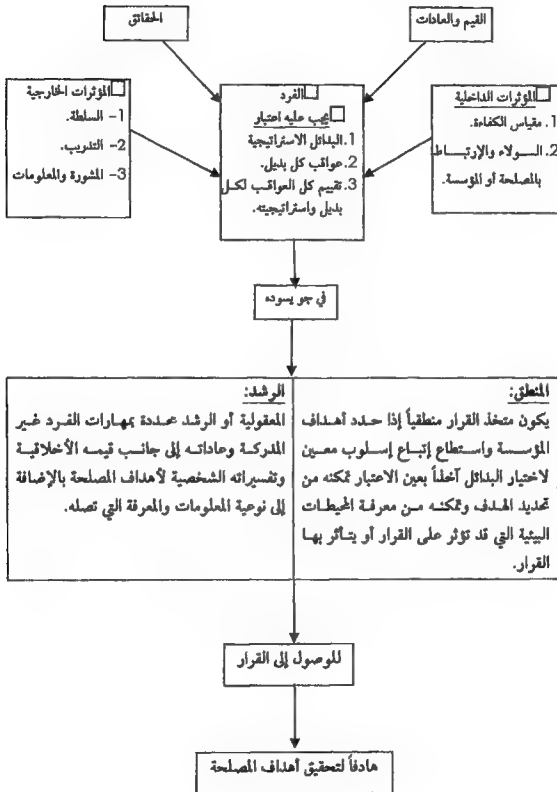 القيم والعادات
الحقائق
المؤثرات الداخلية
1. مقياس الكفاءة.
2. الــولاء والإرتبــاط
بالمصلحة أو المؤسسة.
الفرد
يجب عليه اعتبار
1. البدائل الاستراتيجية
2. عواقب كل بديل.
3. تقييم كل العواقب لكل
بديل واستراتيجيته.
المؤثرات الخارجية
1- السلطة.
2- التدريب.
3- المشورة والمعلومات
في جو يسوده
المنطق:
يكون متخذ القرار منطقياً إذا حدد أهداف
المؤسسة واستطاع إتباع إسلوب معين
لاختيار البدائل آخذاً بعين الاعتبار تمكنه من
تحديد الهدف وتمكنه من معرفة المحيطات
البيئية التي قد تؤثر على القرار أو يتأثر بها
القرار.
الرشد:
المعقولية أو الرشد محددة بمهارات الفرد غير
المدركة وعاداته إلى جانب قيمه الأخلاقية
وتفسيراته الشخصية لأهداف المصلحة بالإضافة
إلى نوعية المعلومات والمعرفة التي تصله.
للوصول إلى القرار
هادفاً لتحقيق أهداف المصلحة